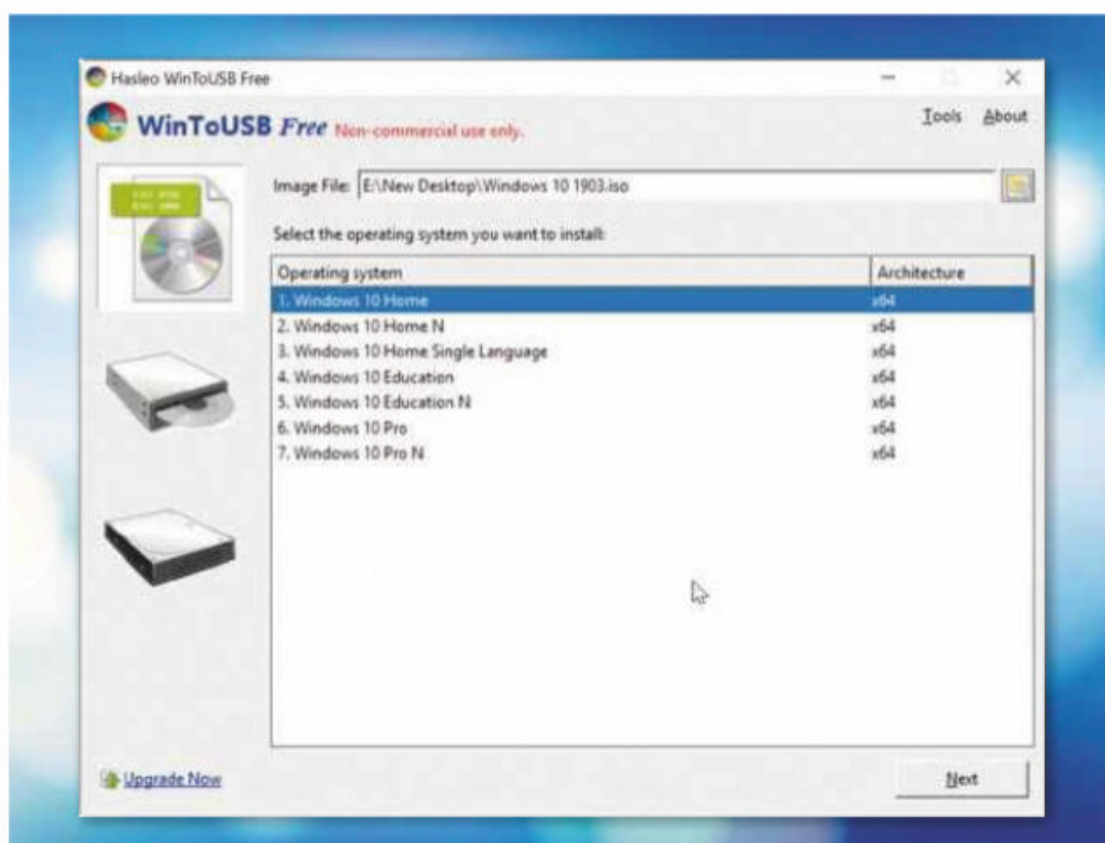 Hasleo WinToUSB Free
WinToUSB Free Non-commercial use only.
Tools About
Image File: E:\New Desktop\Windows 10 1903.iso
Select the operating system you want to install:
Operating system Architecture
1. Windows 10 Home x64
2. Windows 10 Home N x64
3. Windows 10 Home Single Language x64
4. Windows 10 Education x64
5. Windows 10 Education N x64
6. Windows 10 Pro x64
7. Windows 10 Pro N x64
Upgrade Now
Next